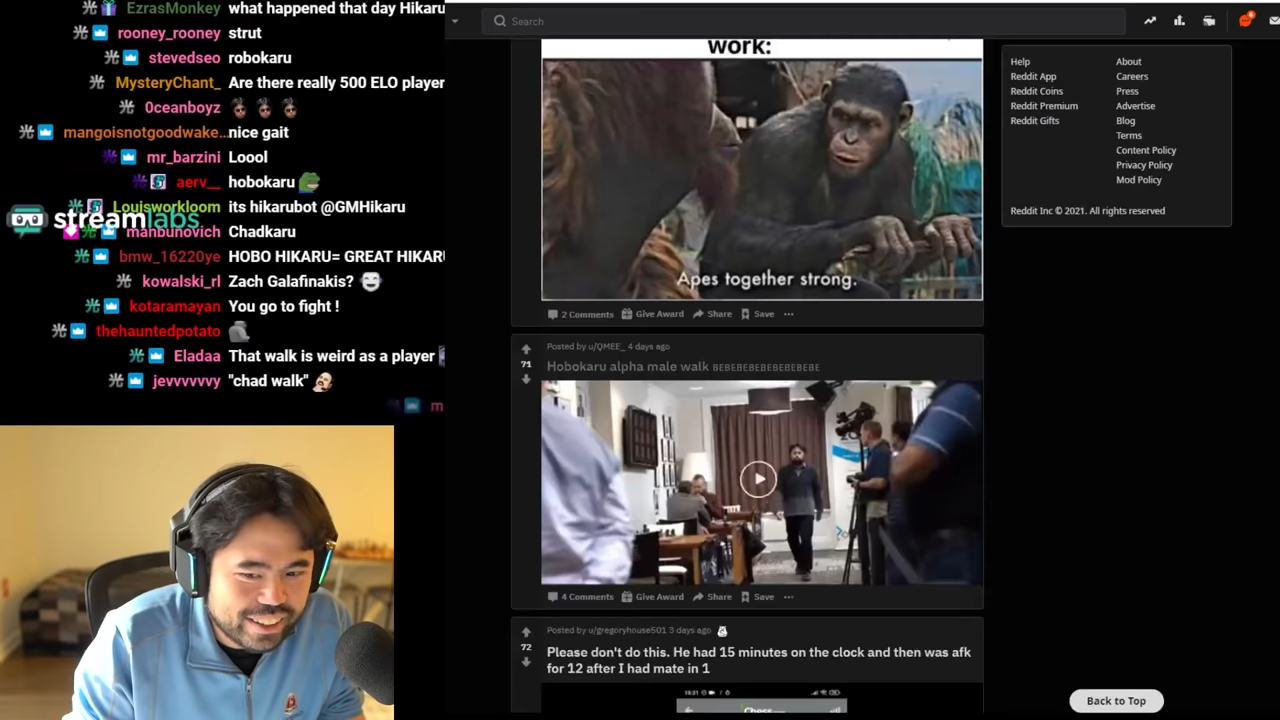 EzrasMonkey what happened that day Hikaru
rooney_rooney strut
stevedseo robokaru
MysteryChant_ Are there really 500 ELO player
0ceanboyz
mangoisnotgoodwake... nice gait
mr_barzini Loool
aerv__ hobokaru
Louisworkloom its hikarubot @GMHikaru
streamlabs
manbunovich Chadkaru
bmw_16220ye HOBO HIKARU= GREAT HIKARU
kowalski_rl Zach Galafinakis?
kotaramayan You go to fight !
thehauntedpotato
Eladaa That walk is weird as a player
jevvvvvvy "chad walk"
m
Search
work:
Apes together strong.
2 Comments Give Award Share Save ...
Posted by u/QMEE_ 4 days ago
71
Hobokaru alpha male walk BEBEBEBEBEBEBEBEBE
4 Comments Give Award Share Save ...
Posted by u/gregoryhouse501 3 days ago
72
Please don't do this. He had 15 minutes on the clock and then was afk
for 12 after I had mate in 1
Chess
Help About
Reddit App Careers
Reddit Coins Press
Reddit Premium Advertise
Reddit Gifts Blog
Terms
Content Policy
Privacy Policy
Mod Policy
Reddit Inc © 2021. All rights reserved
Back to Top